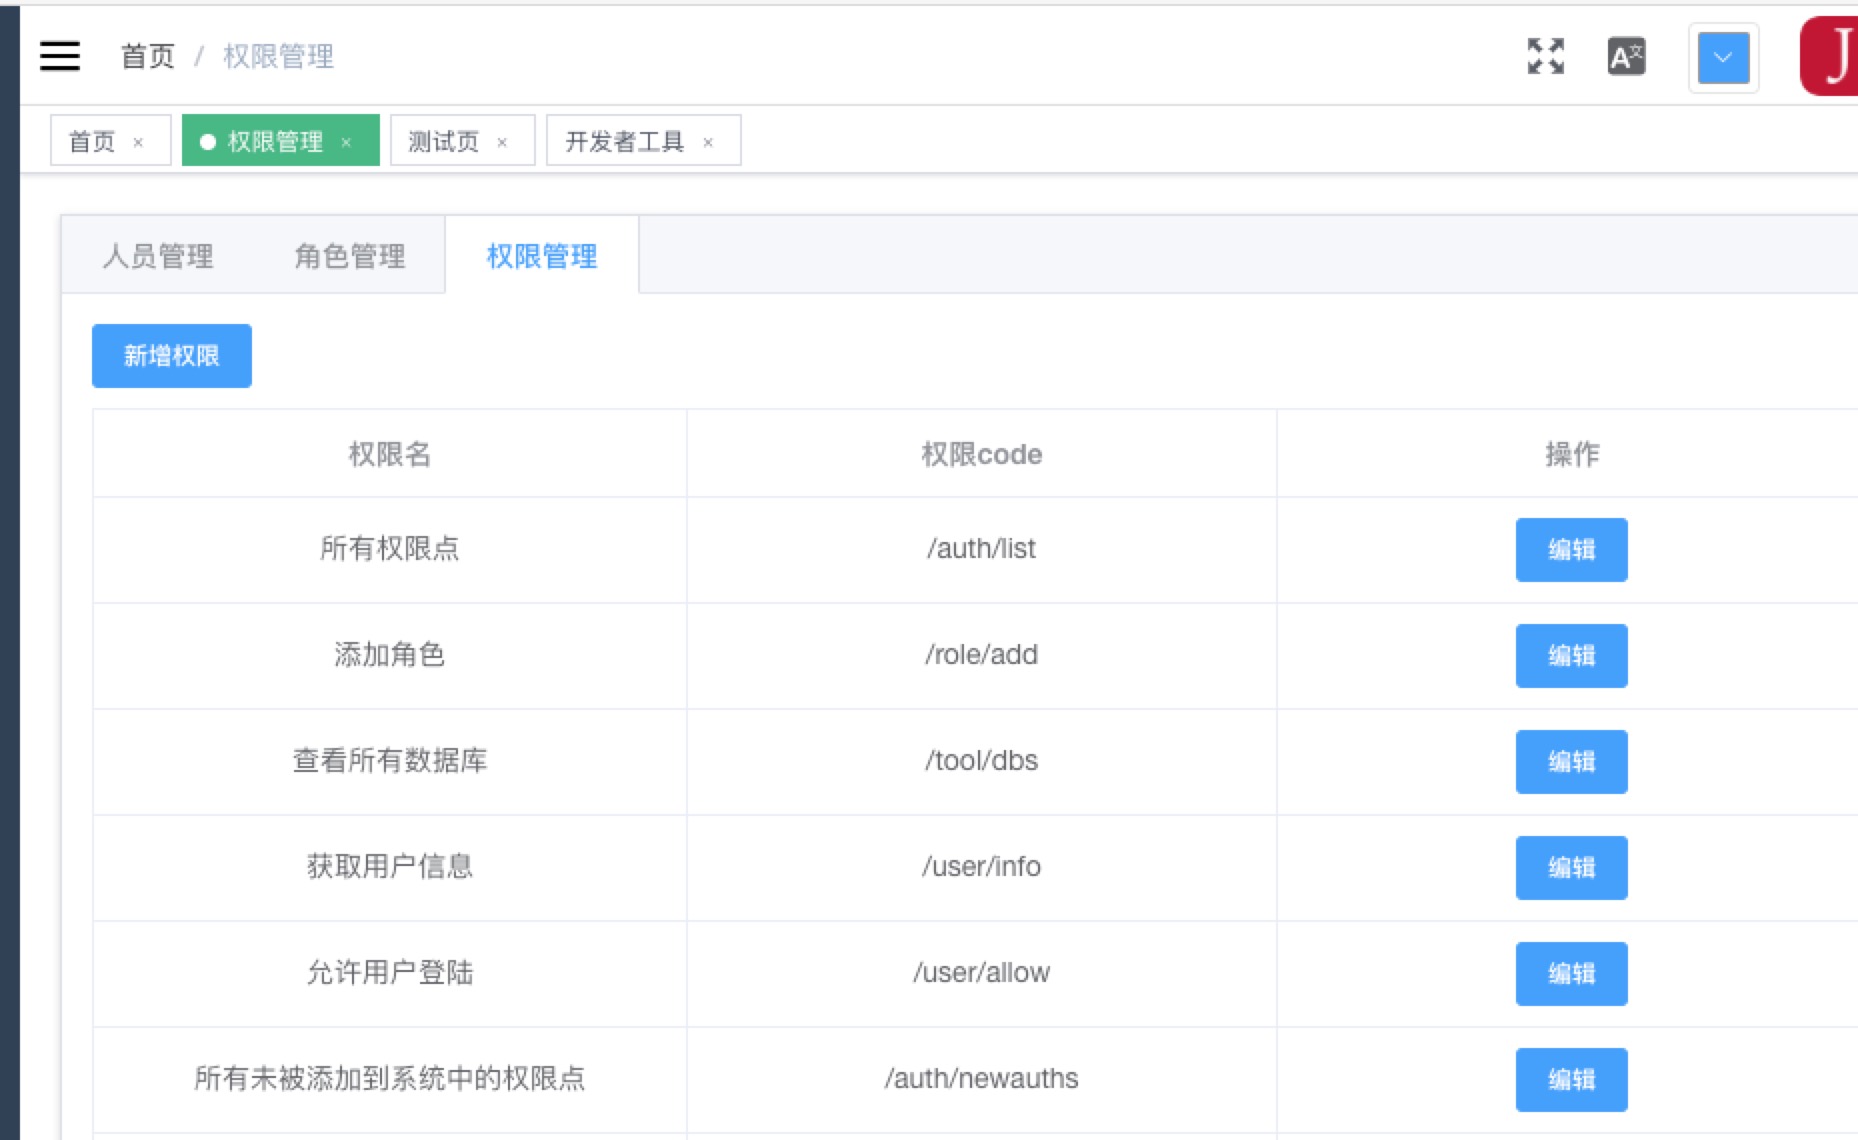 首页 / 权限管理
A文
J
首页 × 权限管理 × 测试页 × 开发者工具 ×
人员管理 角色管理 权限管理
新增权限
权限名 权限code 操作
所有权限点 /auth/list 编辑
添加角色 /role/add 编辑
查看所有数据库 /tool/dbs 编辑
获取用户信息 /user/info 编辑
允许用户登陆 /user/allow 编辑
所有未被添加到系统中的权限点 /auth/newauths 编辑